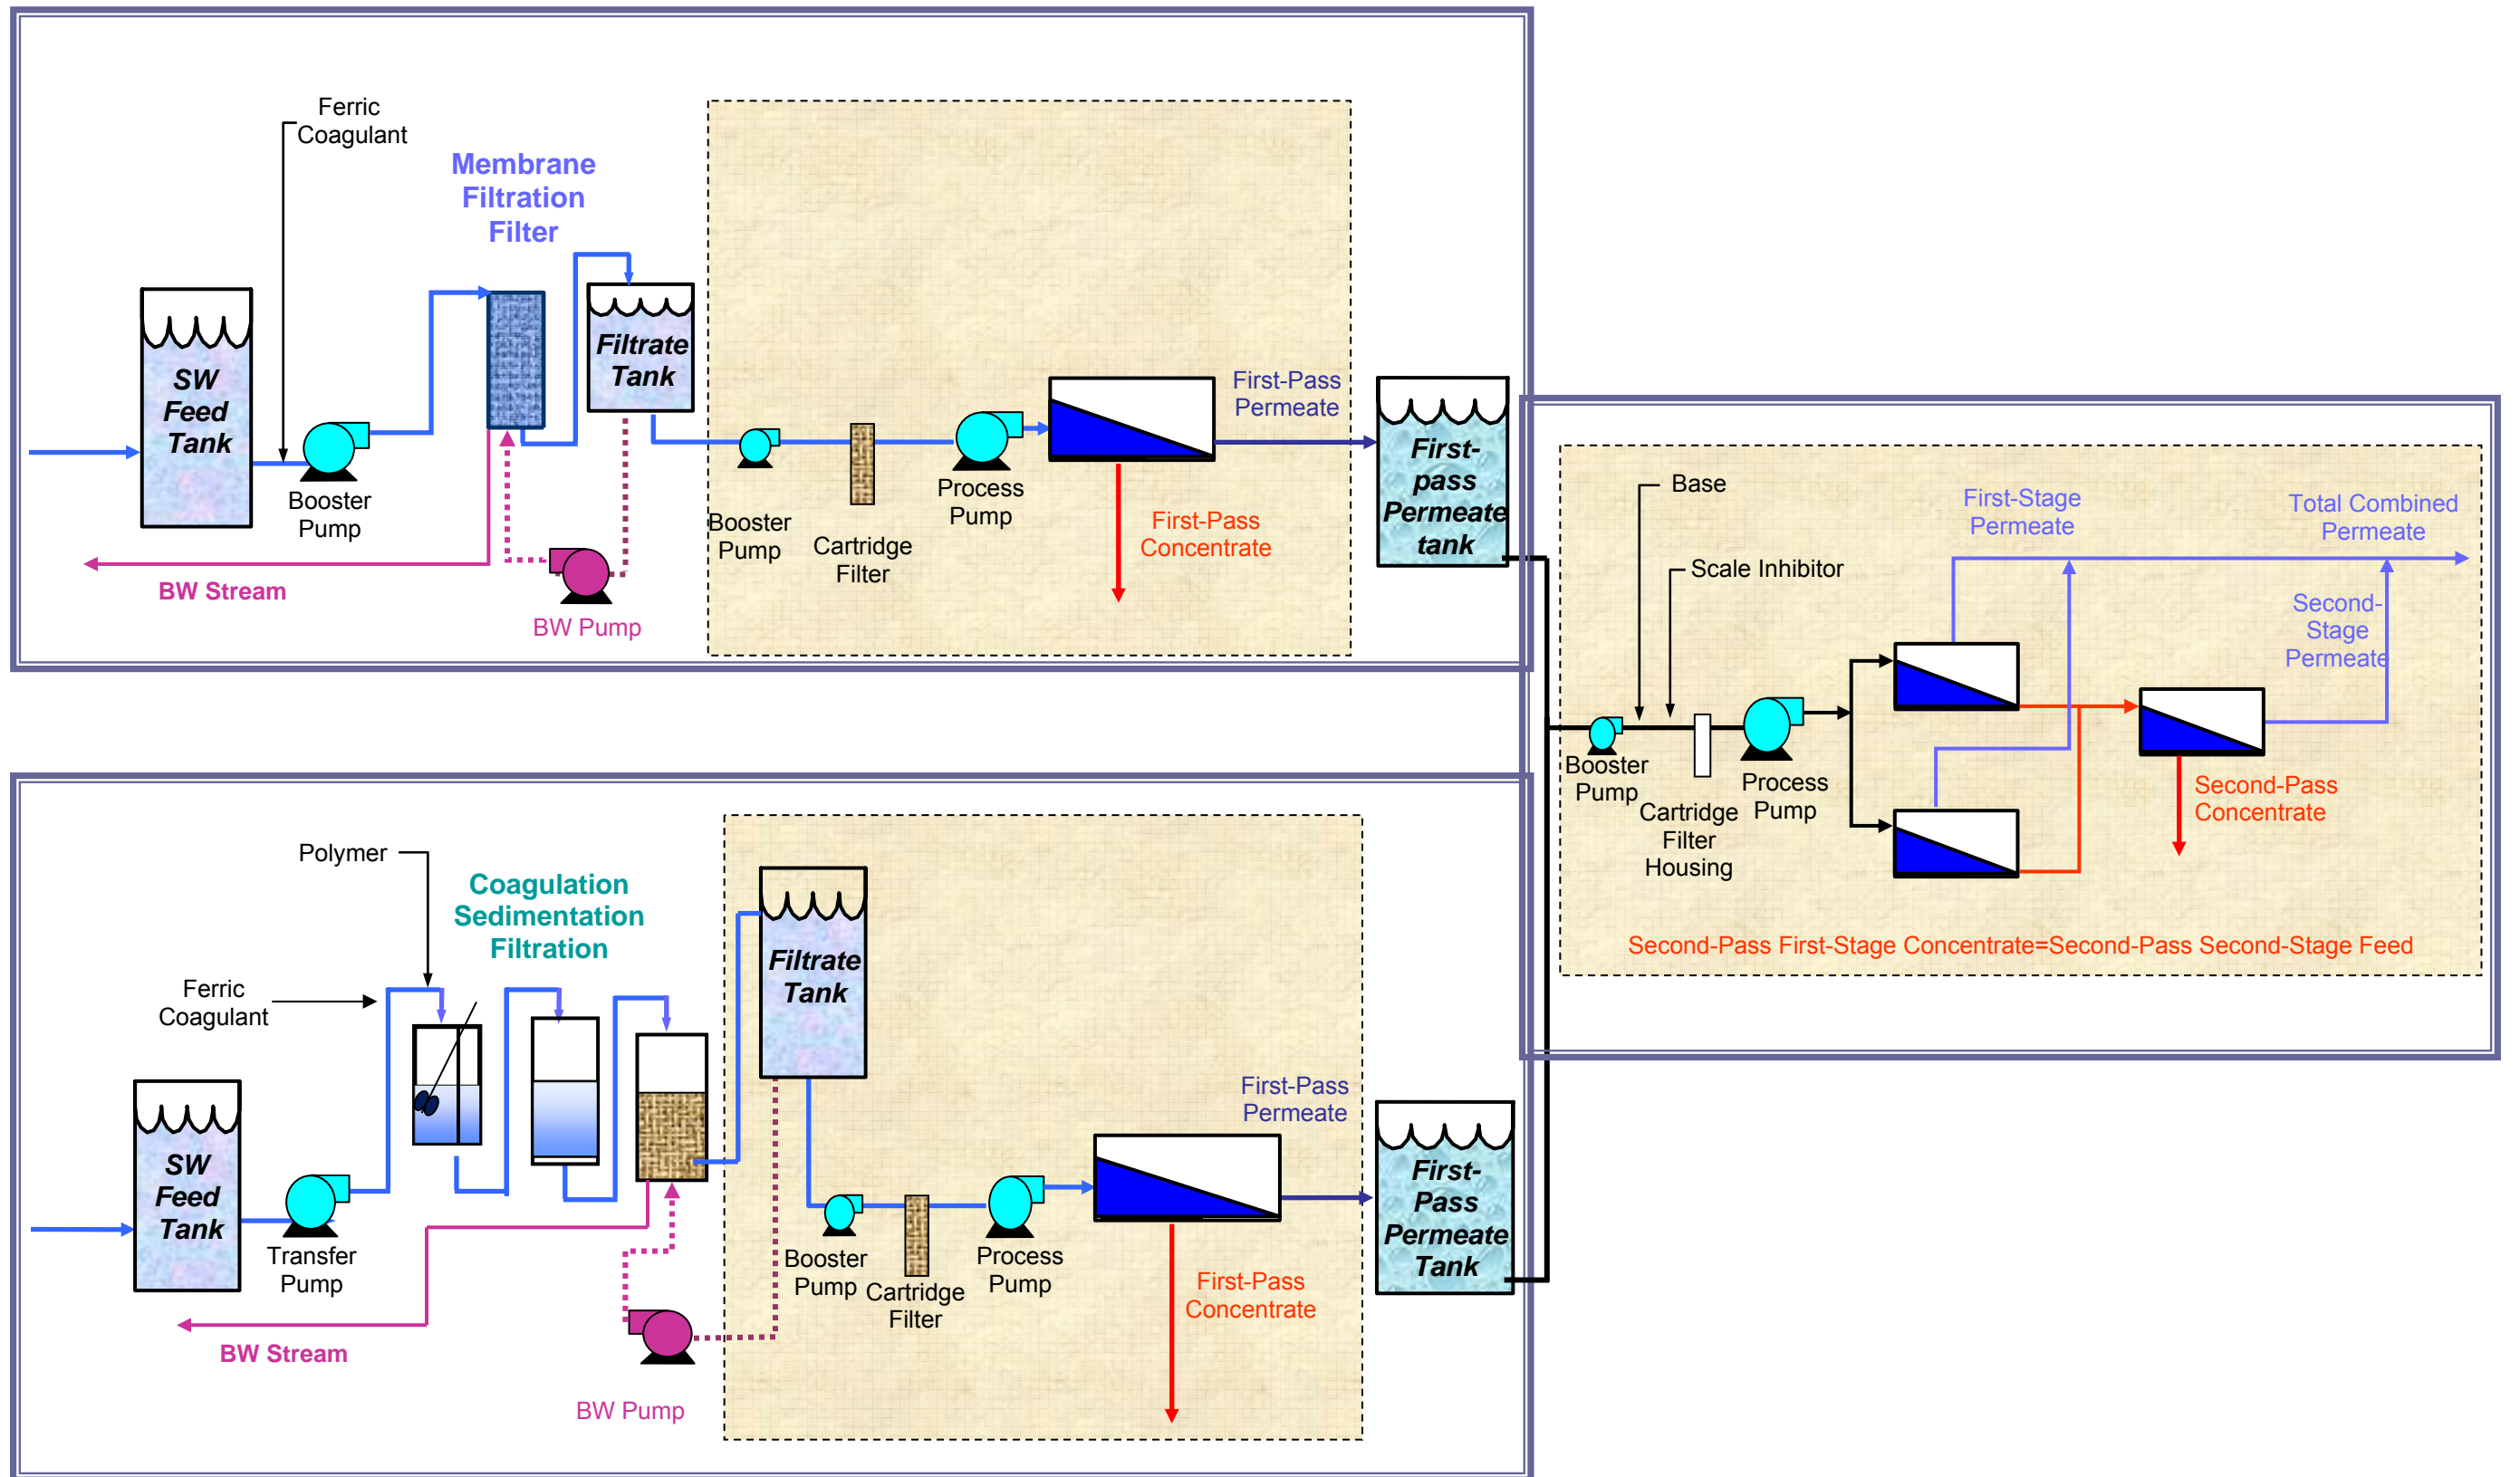 Ferric
Coagulant
Membrane
Filtration
Filter
SW
Feed
Tank
Booster
Pump
BW Stream
Filtrate
Tank
BW Pump
Booster
Pump
Cartridge
Filter
Process
Pump
First-Pass
Permeate
First-Pass
Concentrate
First-
pass
Permeate
tank
Base
Scale Inhibitor
First-Stage
Permeate
Total Combined
Permeate
Second-
Stage
Permeate
Booster
Pump
Cartridge
Filter
Housing
Process
Pump
Second-Pass
Concentrate
Second-Pass First-Stage Concentrate=Second-Pass Second-Stage Feed
Polymer
Ferric
Coagulant
Coagulation
Sedimentation
Filtration
SW
Feed
Tank
Transfer
Pump
BW Stream
BW Pump
Filtrate
Tank
Booster
Pump
Cartridge
Filter
Process
Pump
First-Pass
Permeate
First-Pass
Concentrate
First-
Pass
Permeate
Tank